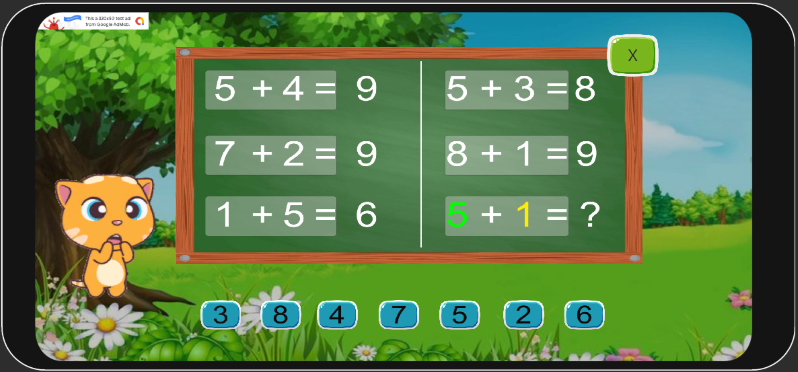 This is a 320x50 test ad
from Google AdMob.
X
5 + 4 = 9
7 + 2 = 9
1 + 5 = 6
5 + 3 = 8
8 + 1 = 9
5 + 1 = ?
3 8 4 7 5 2 6